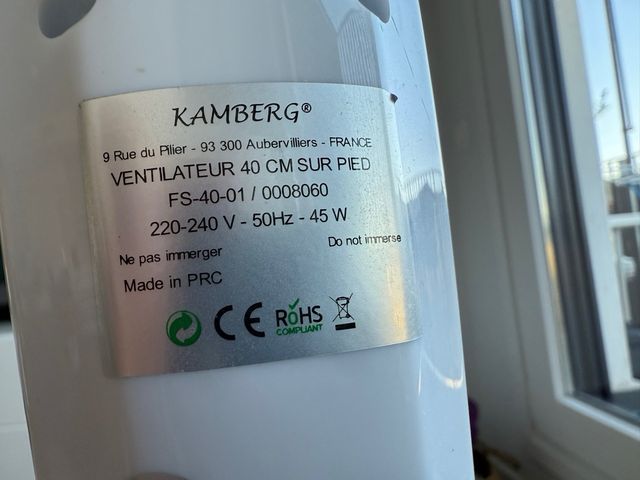 KAMBERG®
9 Rue du Pilier - 93 300 Aubervilliers - FRANCE
VENTILATEUR 40 CM SUR PIED
FS-40-01 / 0008060
220-240 V - 50Hz - 45 W
Ne pas immerger
Do not immerse
Made in PRC
CE
RoHS
COMPLIANT